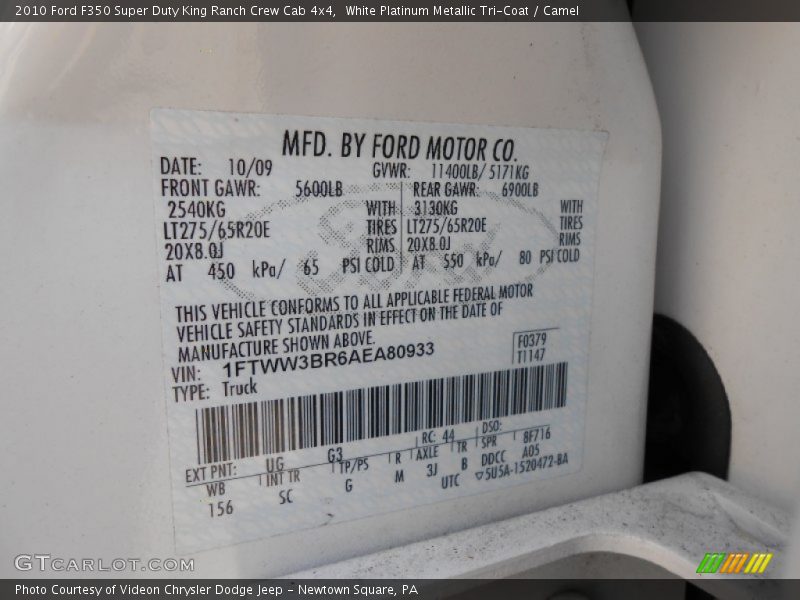 2010 Ford F350 Super Duty King Ranch Crew Cab 4x4,  White Platinum Metallic Tri-Coat / Camel
MFD. BY FORD MOTOR CO.
DATE: 10/09 GVWR: 11400LB/ 5171KG
FRONT GAWR: 5600LB REAR GAWR: 6900LB
2540KG WITH 3130KG WITH
LT275/65R20E TIRES LT275/65R20E TIRES
20X8.0J RIMS 20X8.0J RIMS
AT 450 kPa/ 65 PSI COLD AT 550 kPa/ 80 PSI COLD
THIS VEHICLE CONFORMS TO ALL APPLICABLE FEDERAL MOTOR
VEHICLE SAFETY STANDARDS IN EFFECT ON THE DATE OF
MANUFACTURE SHOWN ABOVE.
VIN: 1FTWW3BR6AEA80933
F0379
T1147
TYPE: Truck
EXT PNT: UG G3 RC: 44 DSO:
WB INT TR TP/PS R AXLE TR SPR 8F716
156 SC G M 3J B DDCC A05
UTC ▽5U5A-1520472-BA
GTCARLOT.COM
Photo Courtesy of Videon Chrysler Dodge Jeep - Newtown Square, PA